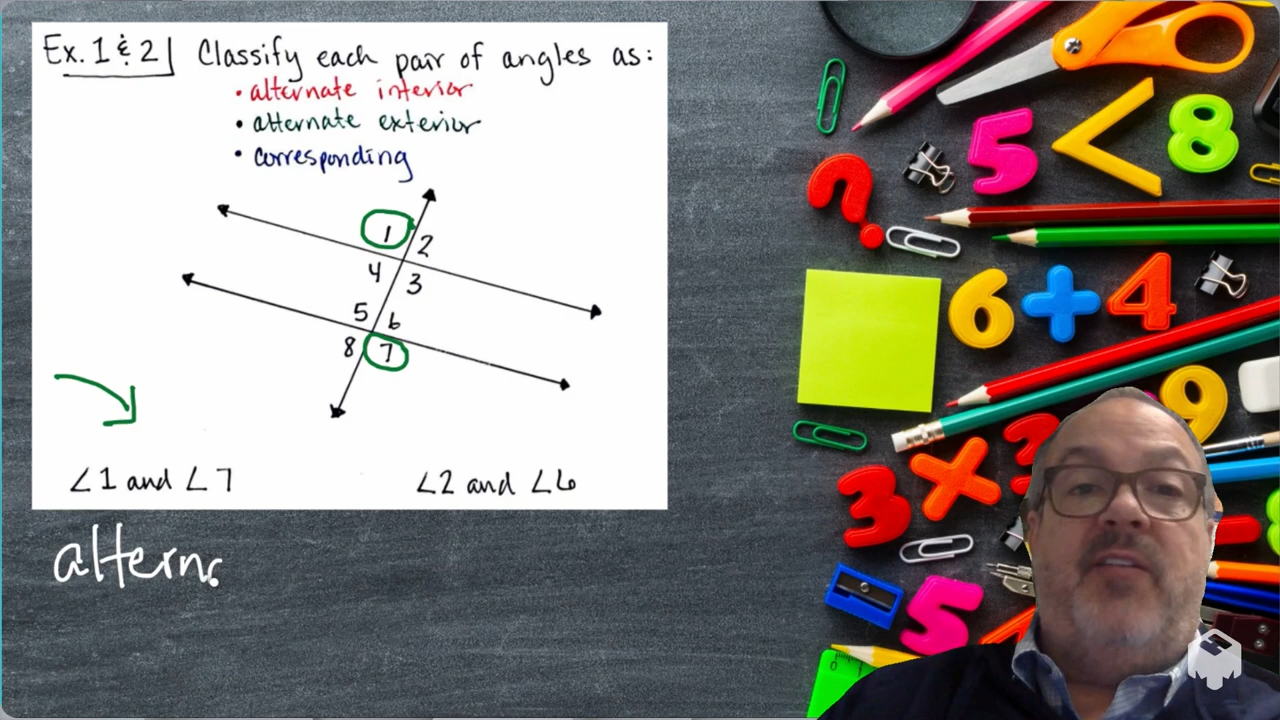 Ex. 1 & 2 Classify each pair of angles as:
• alternate interior
• alternate exterior
• corresponding
1
2
4
3
5
6
8
7
∠1 and ∠7
∠2 and ∠6
altern
5 < 8
?
6 + 4
9
3 × 3
5